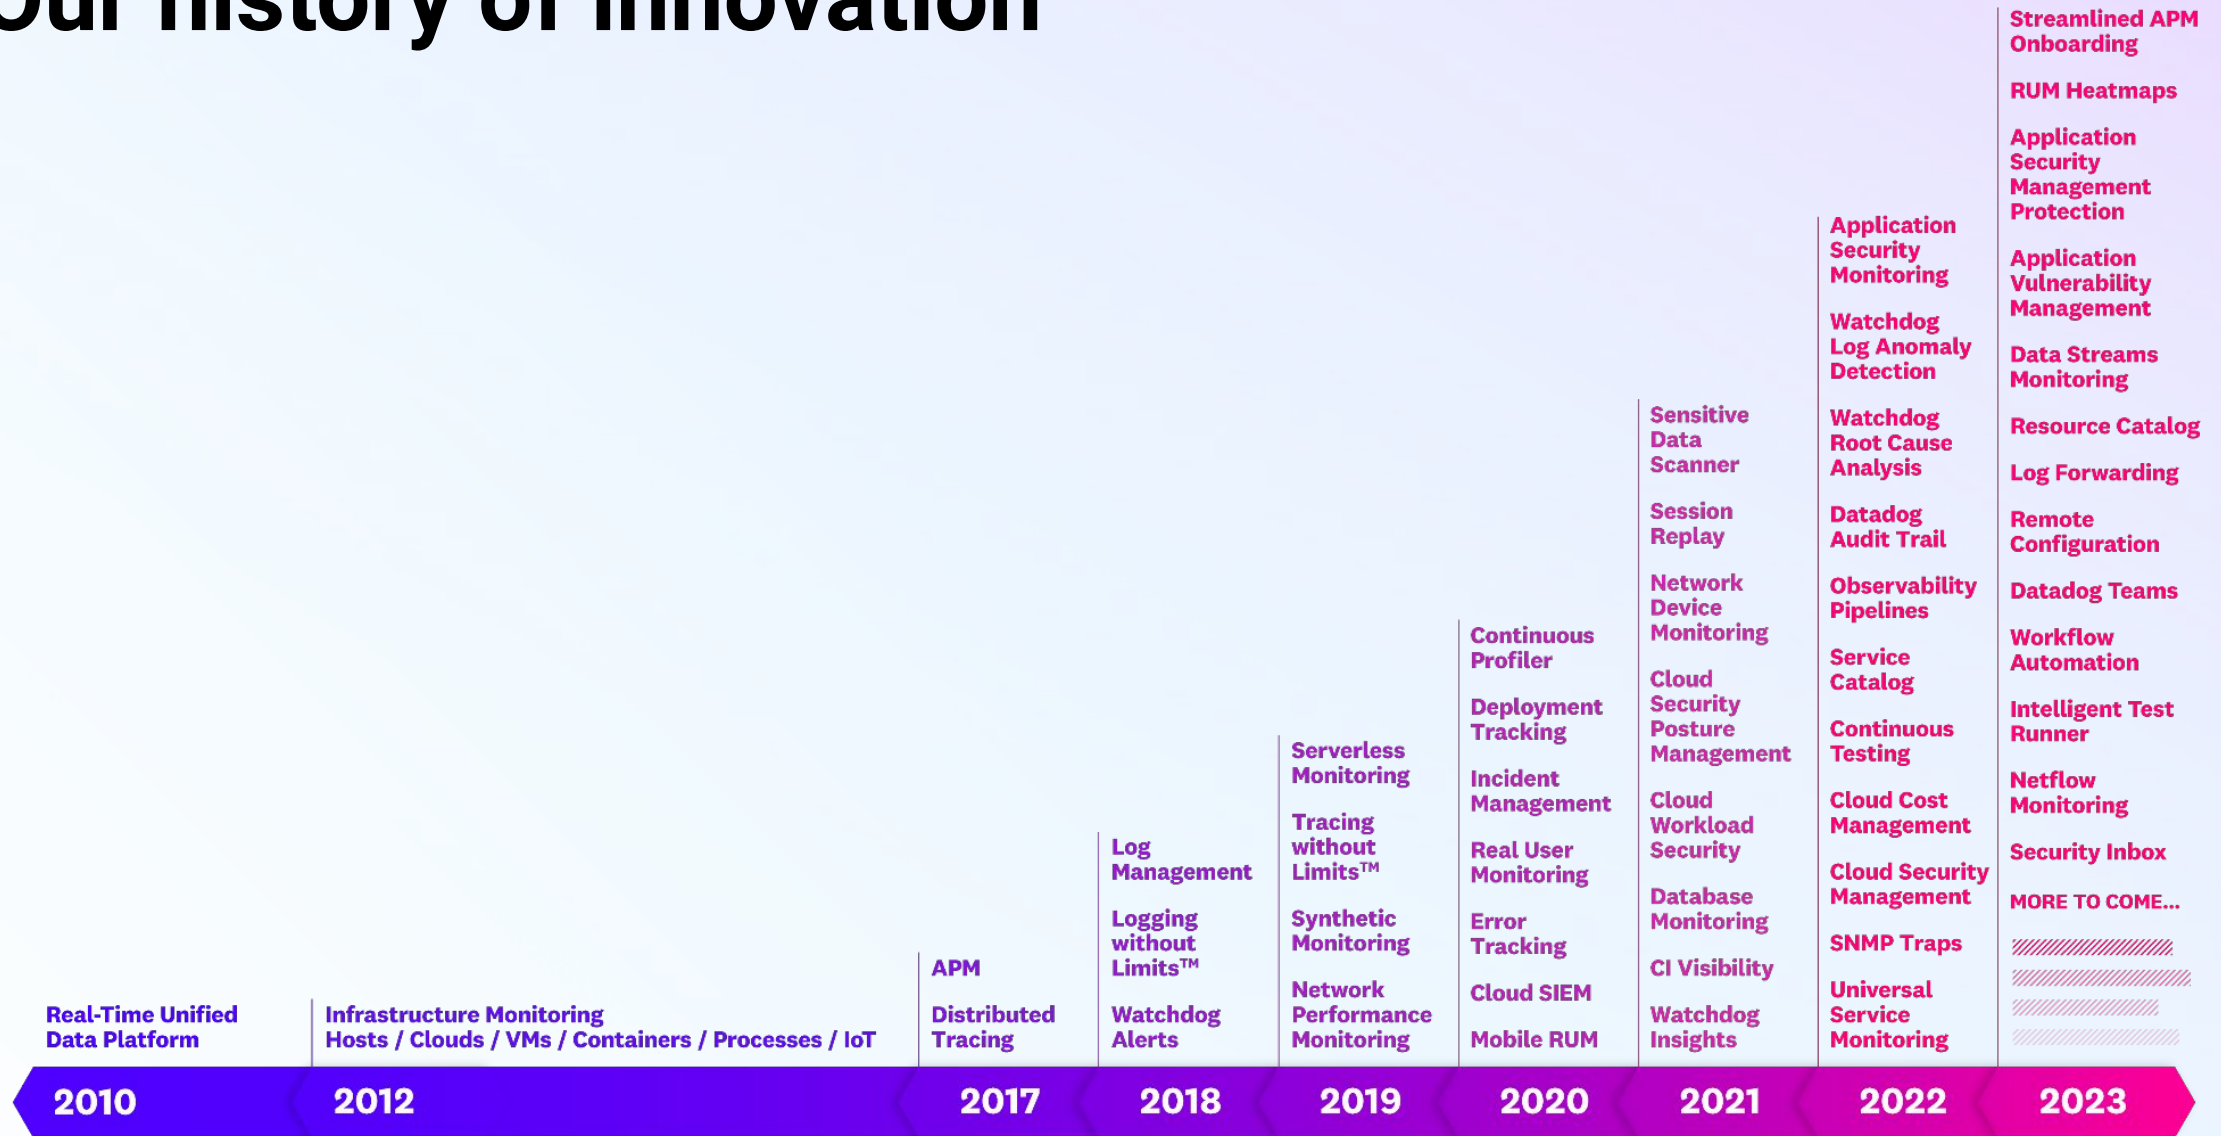 Our history of innovation
Real-Time Unified
Data Platform
2010
Infrastructure Monitoring
Hosts / Clouds / VMs / Containers / Processes / IoT
2012
APM
Distributed
Tracing
2017
Log
Management
Logging
without
Limits™
Watchdog
Alerts
2018
Serverless
Monitoring
Tracing
without
Limits™
Synthetic
Monitoring
Network
Performance
Monitoring
2019
Continuous
Profiler
Deployment
Tracking
Incident
Management
Real User
Monitoring
Error
Tracking
Cloud SIEM
Mobile RUM
2020
Sensitive
Data
Scanner
Session
Replay
Network
Device
Monitoring
Cloud
Security
Posture
Management
Cloud
Workload
Security
Database
Monitoring
CI Visibility
Watchdog
Insights
2021
Application
Security
Monitoring
Watchdog
Log Anomaly
Detection
Watchdog
Root Cause
Analysis
Datadog
Audit Trail
Observability
Pipelines
Service
Catalog
Continuous
Testing
Cloud Cost
Management
Cloud Security
Management
SNMP Traps
Universal
Service
Monitoring
2022
Streamlined APM
Onboarding
RUM Heatmaps
Application
Security
Management
Protection
Application
Vulnerability
Management
Data Streams
Monitoring
Resource Catalog
Log Forwarding
Remote
Configuration
Datadog Teams
Workflow
Automation
Intelligent Test
Runner
Netflow
Monitoring
Security Inbox
MORE TO COME...
2023